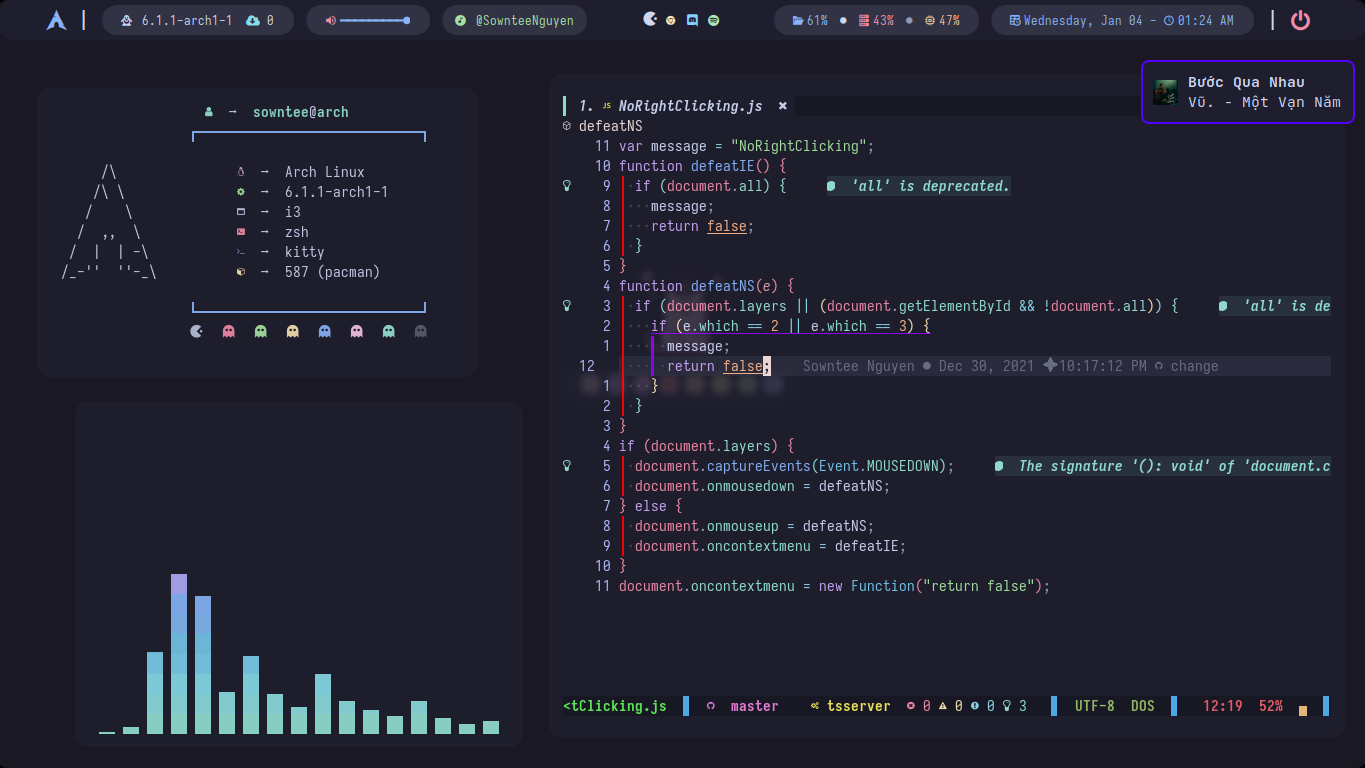 6.1.1-arch1-1 0 @SownteeNguyen 61% ● 43% ● 47% Wednesday, Jan 04 - 01:24 AM
Bước Qua Nhau
Vũ. - Một Vạn Năm
→ sowntee@arch
→ Arch Linux
→ 6.1.1-arch1-1
→ i3
→ zsh
→ kitty
→ 587 (pacman)
/\
/\ \
/    \
/  ,,  \
/  |  | -\
/_-''  ''-_\
1. JS NoRightClicking.js ✖
defeatNS
11 var message = "NoRightClicking";
10 function defeatIE() {
9 if (document.all) { 'all' is deprecated.
8 message;
7 return false;
6 }
5 }
4 function defeatNS(e) {
3 if (document.layers || (document.getElementById && !document.all)) { 'all' is de
2 if (e.which == 2 || e.which == 3) {
1 message;
12 return false; Sowntee Nguyen ● Dec 30, 2021 10:17:12 PM change
1 }
2 }
3 }
4 if (document.layers) {
5 document.captureEvents(Event.MOUSEDOWN); The signature '(): void' of 'document.c
6 document.onmousedown = defeatNS;
7 } else {
8 document.onmouseup = defeatNS;
9 document.oncontextmenu = defeatIE;
10 }
11 document.oncontextmenu = new Function("return false");
<tClicking.js master tsserver 0 0 0 3 UTF-8 DOS 12:19 52%